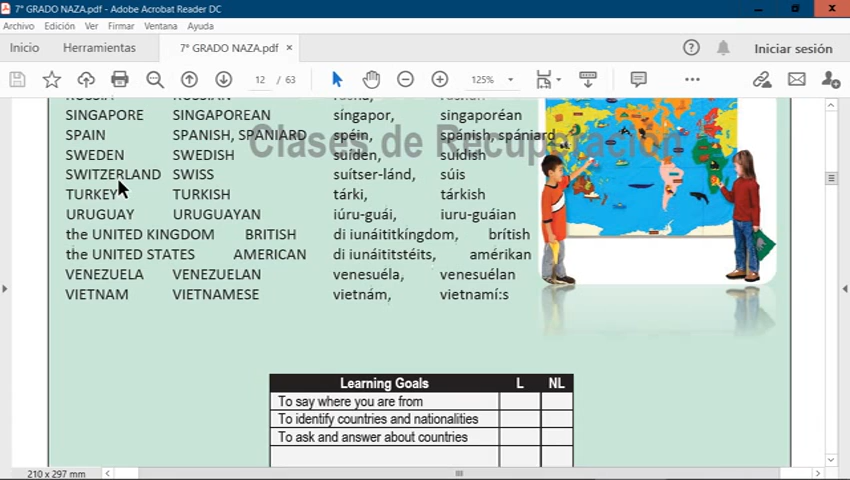 7° GRADO NAZA.pdf - Adobe Acrobat Reader DC
Archivo Edición Ver Firmar Ventana Ayuda
Inicio Herramientas 7° GRADO NAZA.pdf × Iniciar sesión
12 / 63 125%
RUSSIA RUSSIAN
SINGAPORE SINGAPOREAN síngapor, singaporéan
SPAIN SPANISH, SPANIARD spéin, spánish, spániard
SWEDEN SWEDISH suíden, suídish
SWITZERLAND SWISS suítser-lánd, súis
TURKEY TURKISH tárki, tárkish
URUGUAY URUGUAYAN iúru-guái, iuru-guáian
the UNITED KINGDOM BRITISH di iunáititkíngdom, brítish
the UNITED STATES AMERICAN di iunáititstéits, amérikan
VENEZUELA VENEZUELAN venesuéla, venesuélan
VIETNAM VIETNAMESE vietnám, vietnamí:s
Clases de Recuperación
Learning Goals L NL
To say where you are from
To identify countries and nationalities
To ask and answer about countries
210 x 297 mm